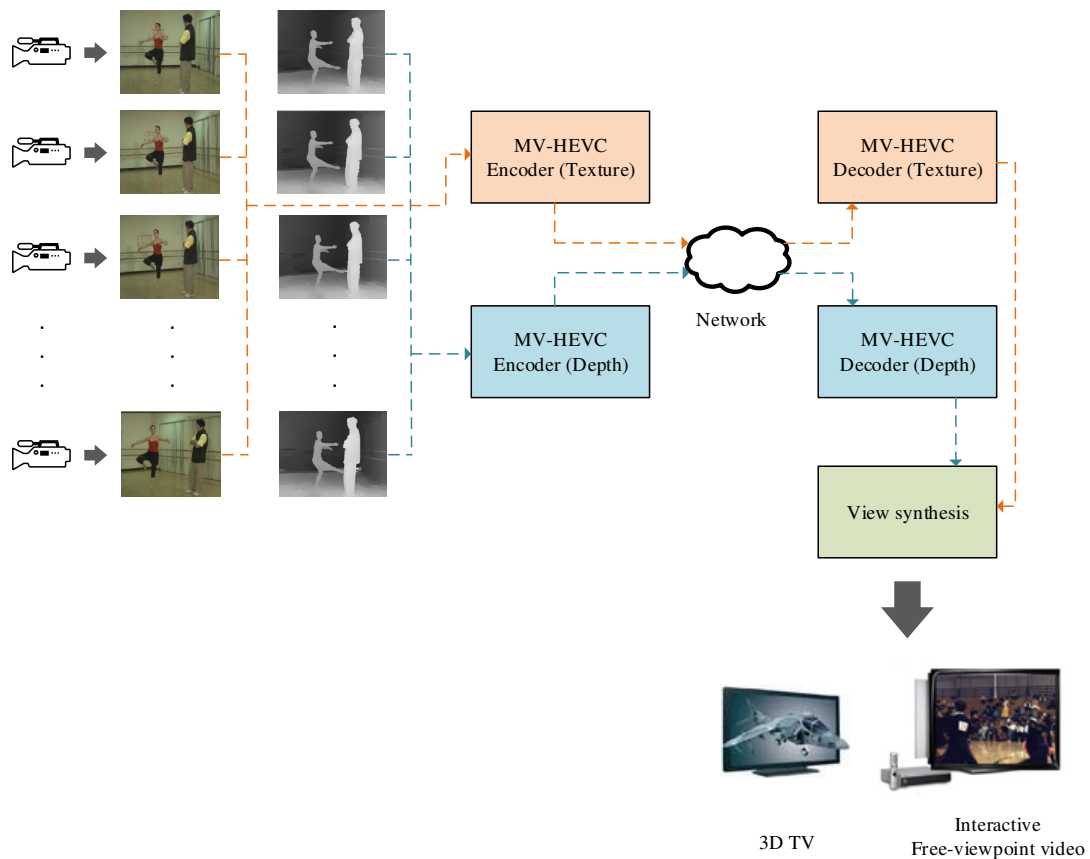 MV-HEVC
Encoder (Texture)
MV-HEVC
Decoder (Texture)
Network
MV-HEVC
Encoder (Depth)
MV-HEVC
Decoder (Depth)
View synthesis
3D TV
Interactive
Free-viewpoint video